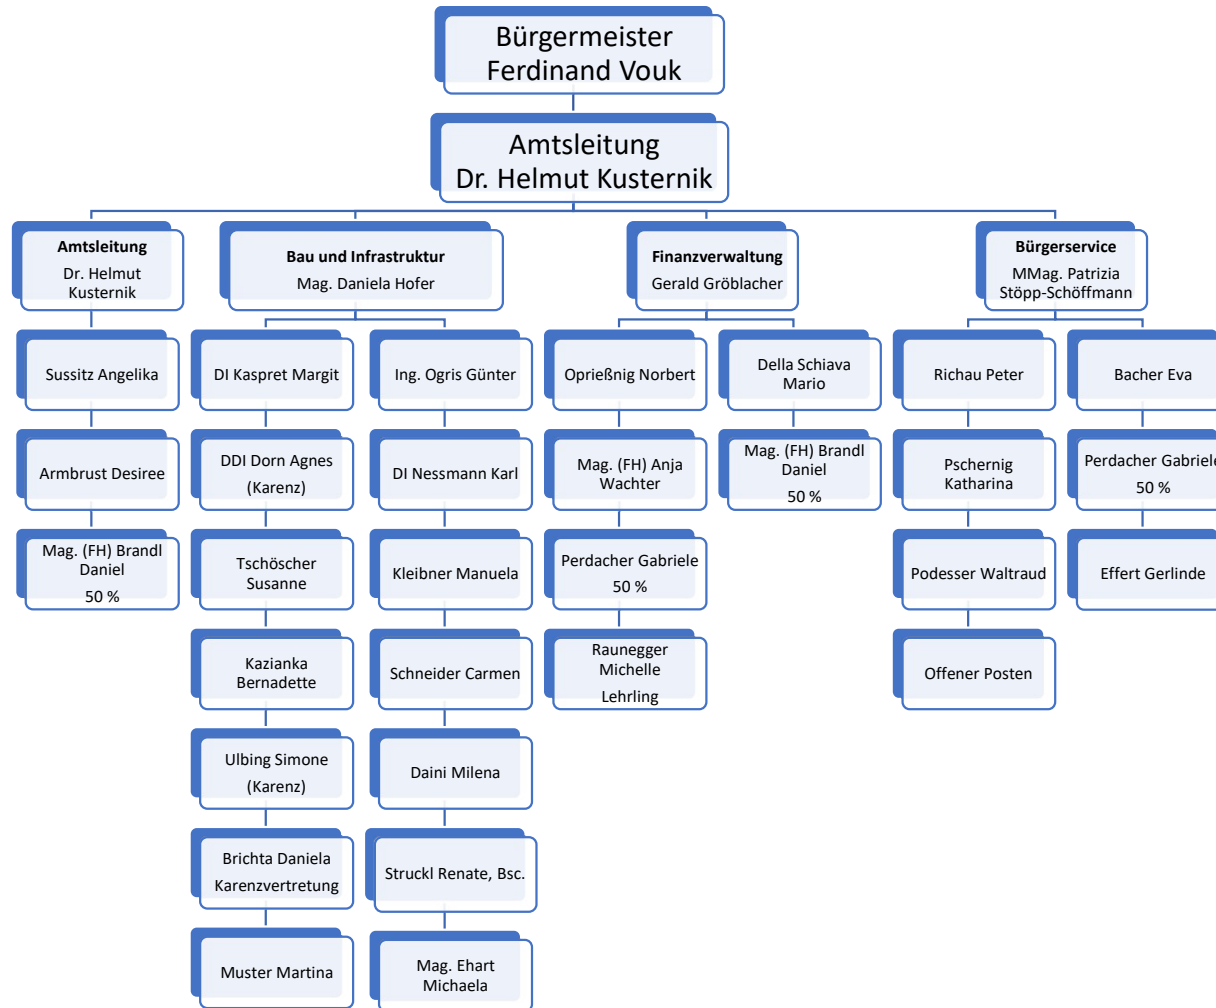 Bürgermeister
Ferdinand Vouk
Amtsleitung
Dr. Helmut Kusternik
Amtsleitung
Dr. Helmut
Kusternik
Sussitz Angelika
Armbrust Desiree
Mag. (FH) Brandl
Daniel
50 %
Bau und Infrastruktur
Mag. Daniela Hofer
DI Kaspret Margit
DDI Dorn Agnes
(Karenz)
Tschöscher
Susanne
Kazianka
Bernadette
Ulbing Simone
(Karenz)
Brichta Daniela
Karenzvertretung
Muster Martina
Ing. Ogris Günter
DI Nessmann Karl
Kleibner Manuela
Schneider Carmen
Daini Milena
Struckl Renate, Bsc.
Mag. Ehart
Michaela
Finanzverwaltung
Gerald Gröblacher
Oprießnig Norbert
Mag. (FH) Anja
Wachter
Perdacher Gabriele
50 %
Raunegger
Michelle
Lehrling
Della Schiava
Mario
Mag. (FH) Brandl
Daniel
50 %
Bürgerservice
MMag. Patrizia
Stöpp-Schöffmann
Richau Peter
Pschernig
Katharina
Podesser Waltraud
Offener Posten
Bacher Eva
Perdacher Gabriele
50 %
Effert Gerlinde